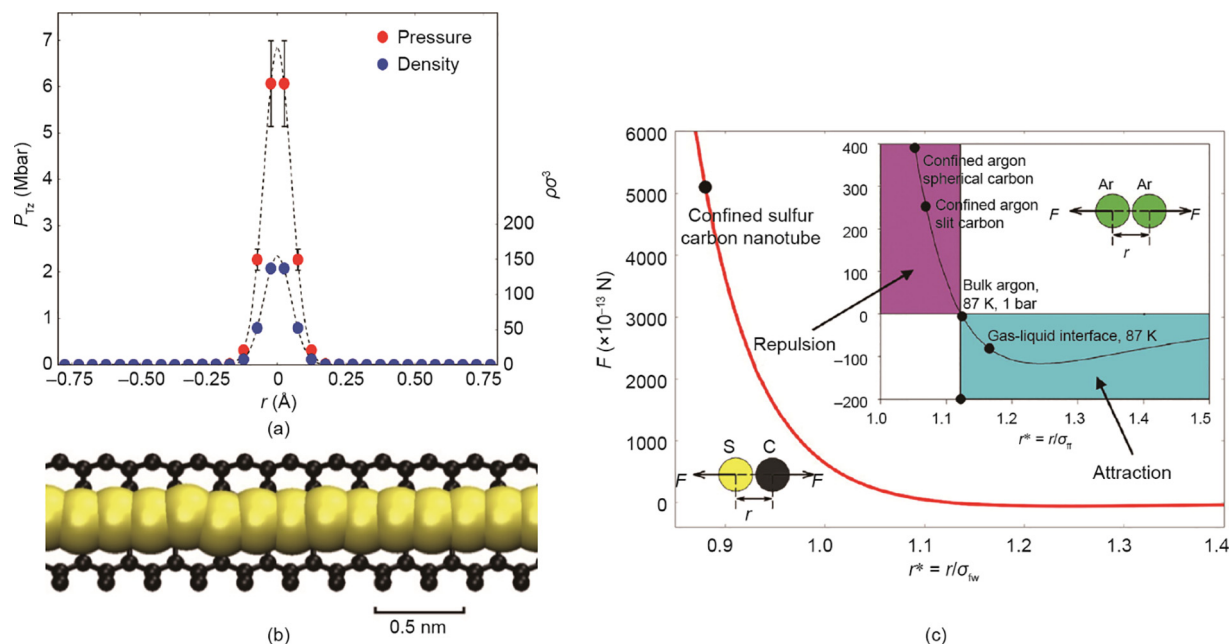 7
6
5
4
3
2
1
0
P_Tz (Mbar)
Pressure
Density
200
150
100
50
0
ρσ³
−0.75
−0.50
−0.25
0
0.25
0.50
0.75
r (Å)
(a)
0.5 nm
(b)
6000
5000
4000
3000
2000
1000
0
F (×10⁻¹³ N)
Confined sulfur
carbon nanotube
Repulsion
S C
F F
r
0.9
1.0
1.1
1.2
1.3
1.4
r* = r/σ_fw
400
300
200
100
0
−100
−200
Confined argon
spherical carbon
Confined argon
slit carbon
Ar Ar
F F
r
Bulk argon,
87 K, 1 bar
Gas-liquid interface, 87 K
1.0
1.1
1.2
1.3
1.4
1.5
r* = r/σ_ff
Attraction
(c)